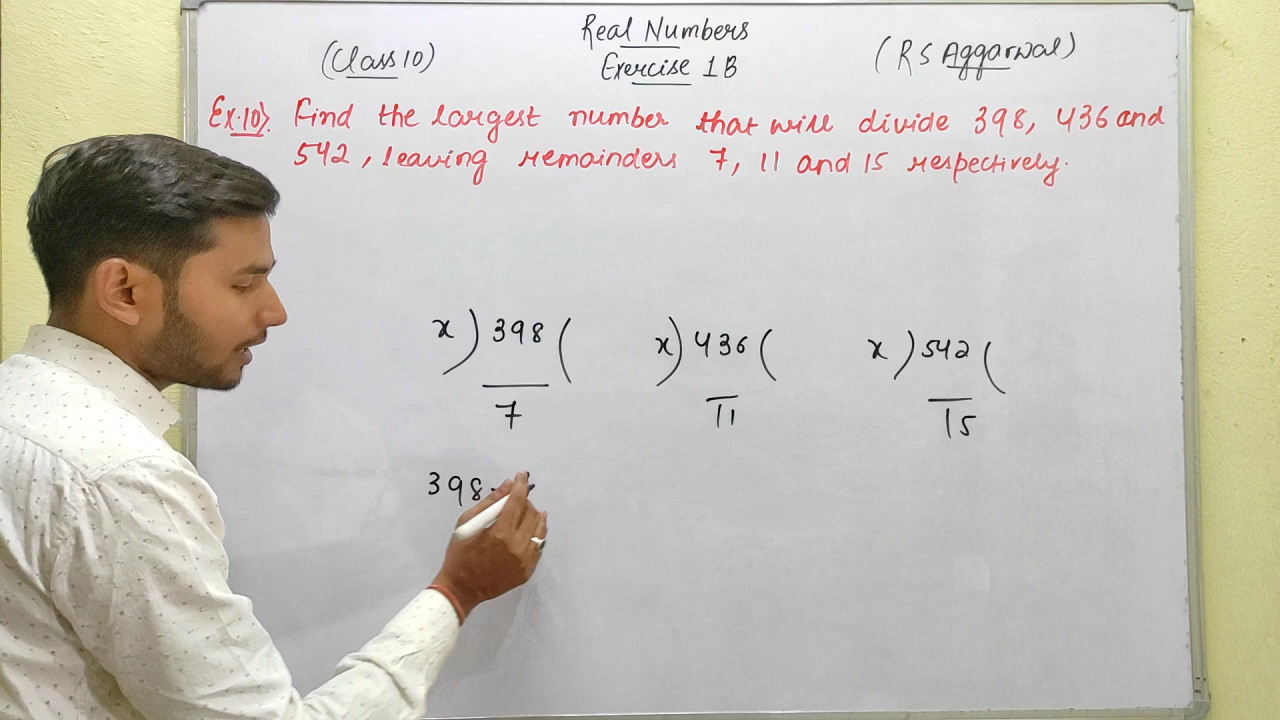 (Class 10)
Real Numbers
Exercise 1B
(RS Aggarwal)
Ex.10). Find the largest number that will divide 398, 436 and
542, leaving remainders 7, 11 and 15 respectively.
x ) 398 (
7
x ) 436 (
11
x ) 542 (
15
398 -